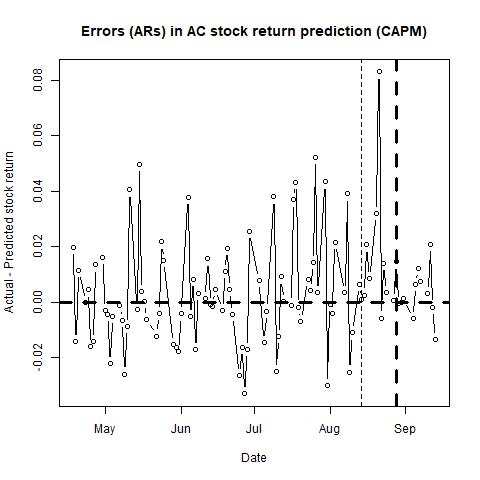 Errors (ARs) in AC stock return prediction (CAPM)
Actual - Predicted stock return
0.08
0.06
0.04
0.02
0.00
-0.02
May Jun Jul Aug Sep
Date